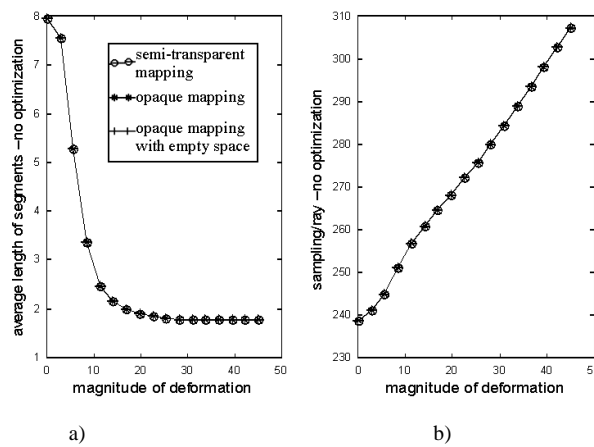 8
7
6
5
4
3
2
1
average length of segments –no optimization
semi-transparent
mapping
opaque mapping
opaque mapping
with empty space
0 10 20 30 40 50
magnitude of deformation
a)
310
300
290
280
270
260
250
240
230
sampling/ray –no optimization
0 10 20 30 40 50
magnitude of deformation
b)